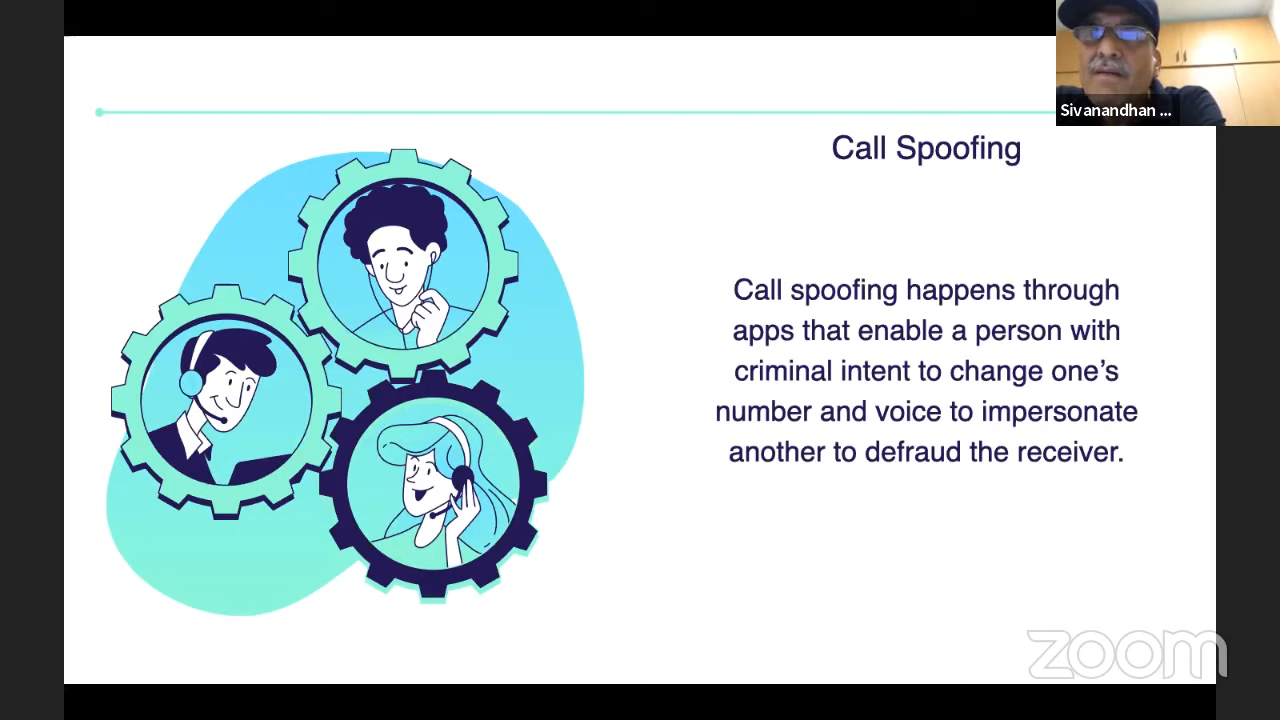 Sivanandhan ...
Call Spoofing
Call spoofing happens through
apps that enable a person with
criminal intent to change one’s
number and voice to impersonate
another to defraud the receiver.
zoom